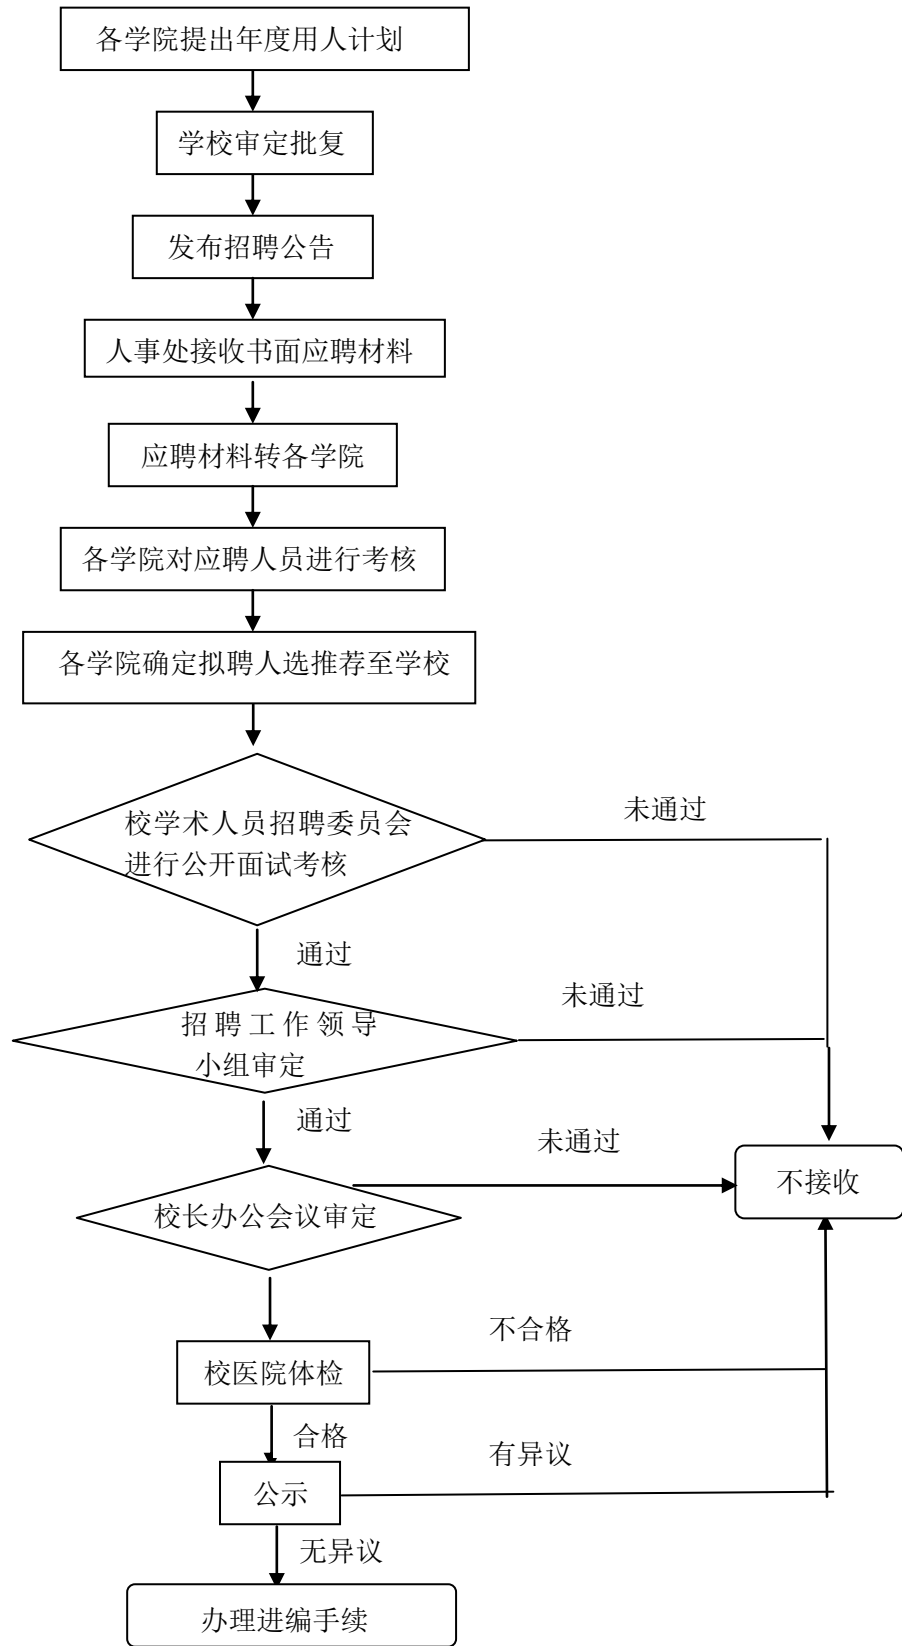 各学院提出年度用人计划
学校审定批复
发布招聘公告
人事处接收书面应聘材料
应聘材料转各学院
各学院对应聘人员进行考核
各学院确定拟聘人选推荐至学校
未通过
校学术人员招聘委员会
进行公开面试考核
通过
未通过
招聘工作领导
小组审定
通过
未通过
不接收
校长办公会议审定
不合格
校医院体检
合格
有异议
公示
无异议
办理进编手续